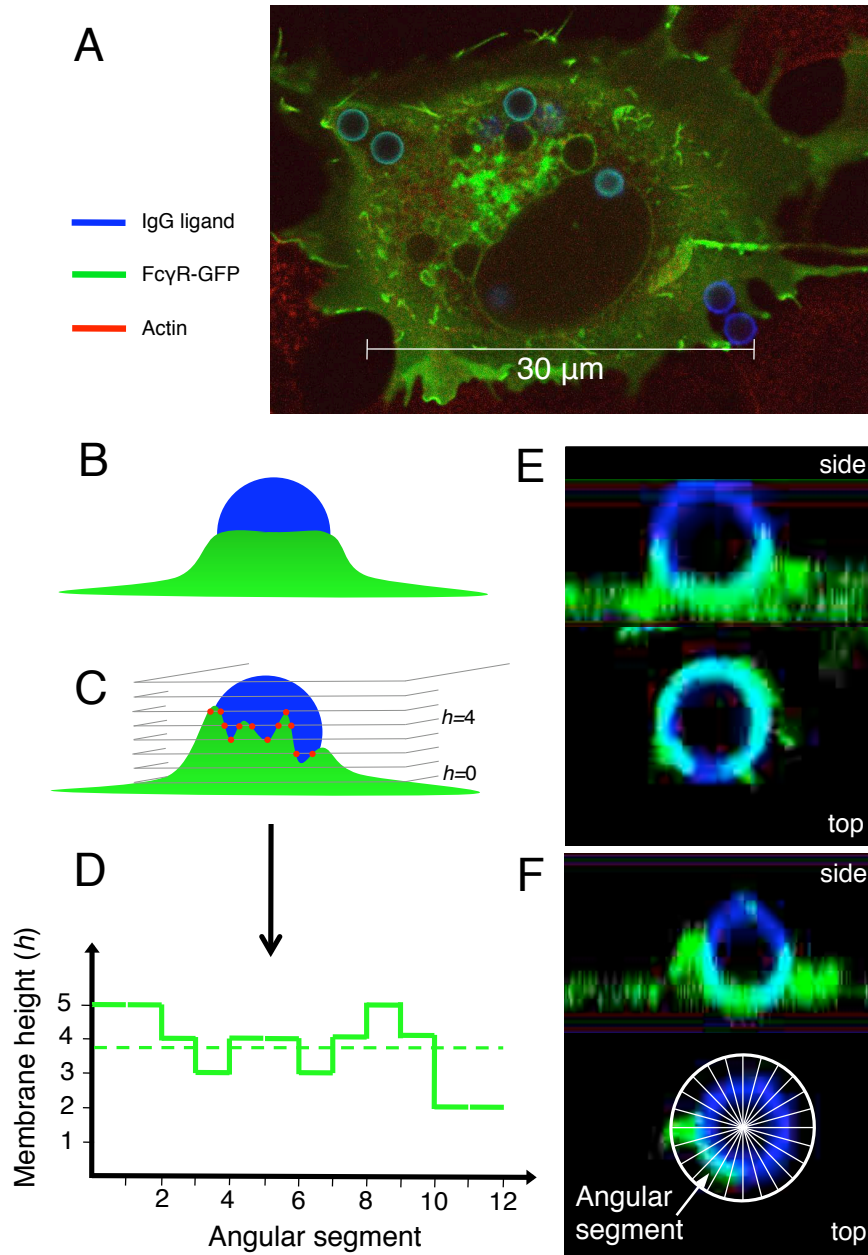 A
IgG ligand
FcγR-GFP
Actin
30 μm
B
C
h=4
h=0
D
Membrane height (h)
5
4
3
2
1
2 4 6 8 10 12
Angular segment
E
side
top
F
side
Angular
segment
top